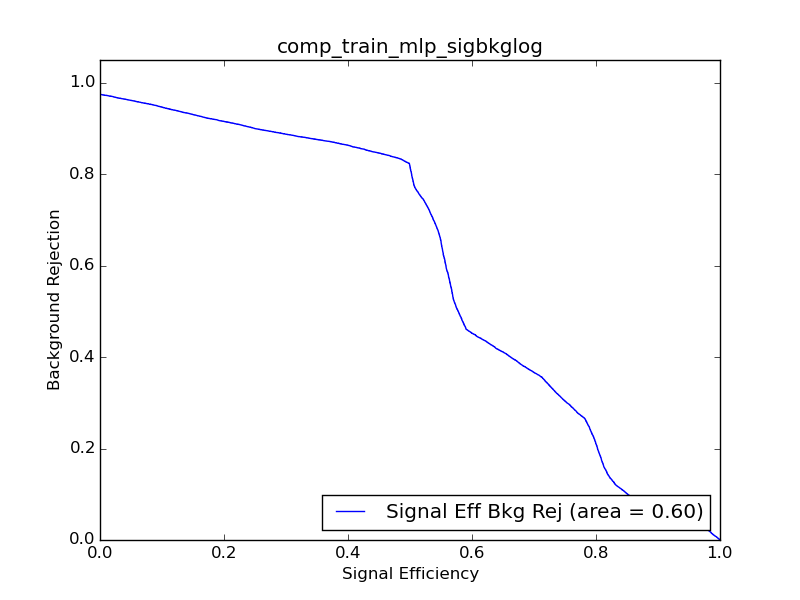 comp_train_mlp_sigbkglog
Background Rejection
1.0
0.8
0.6
0.4
0.2
0.0
Signal Eff Bkg Rej (area = 0.60)
0.0 0.2 0.4 0.6 0.8 1.0
Signal Efficiency